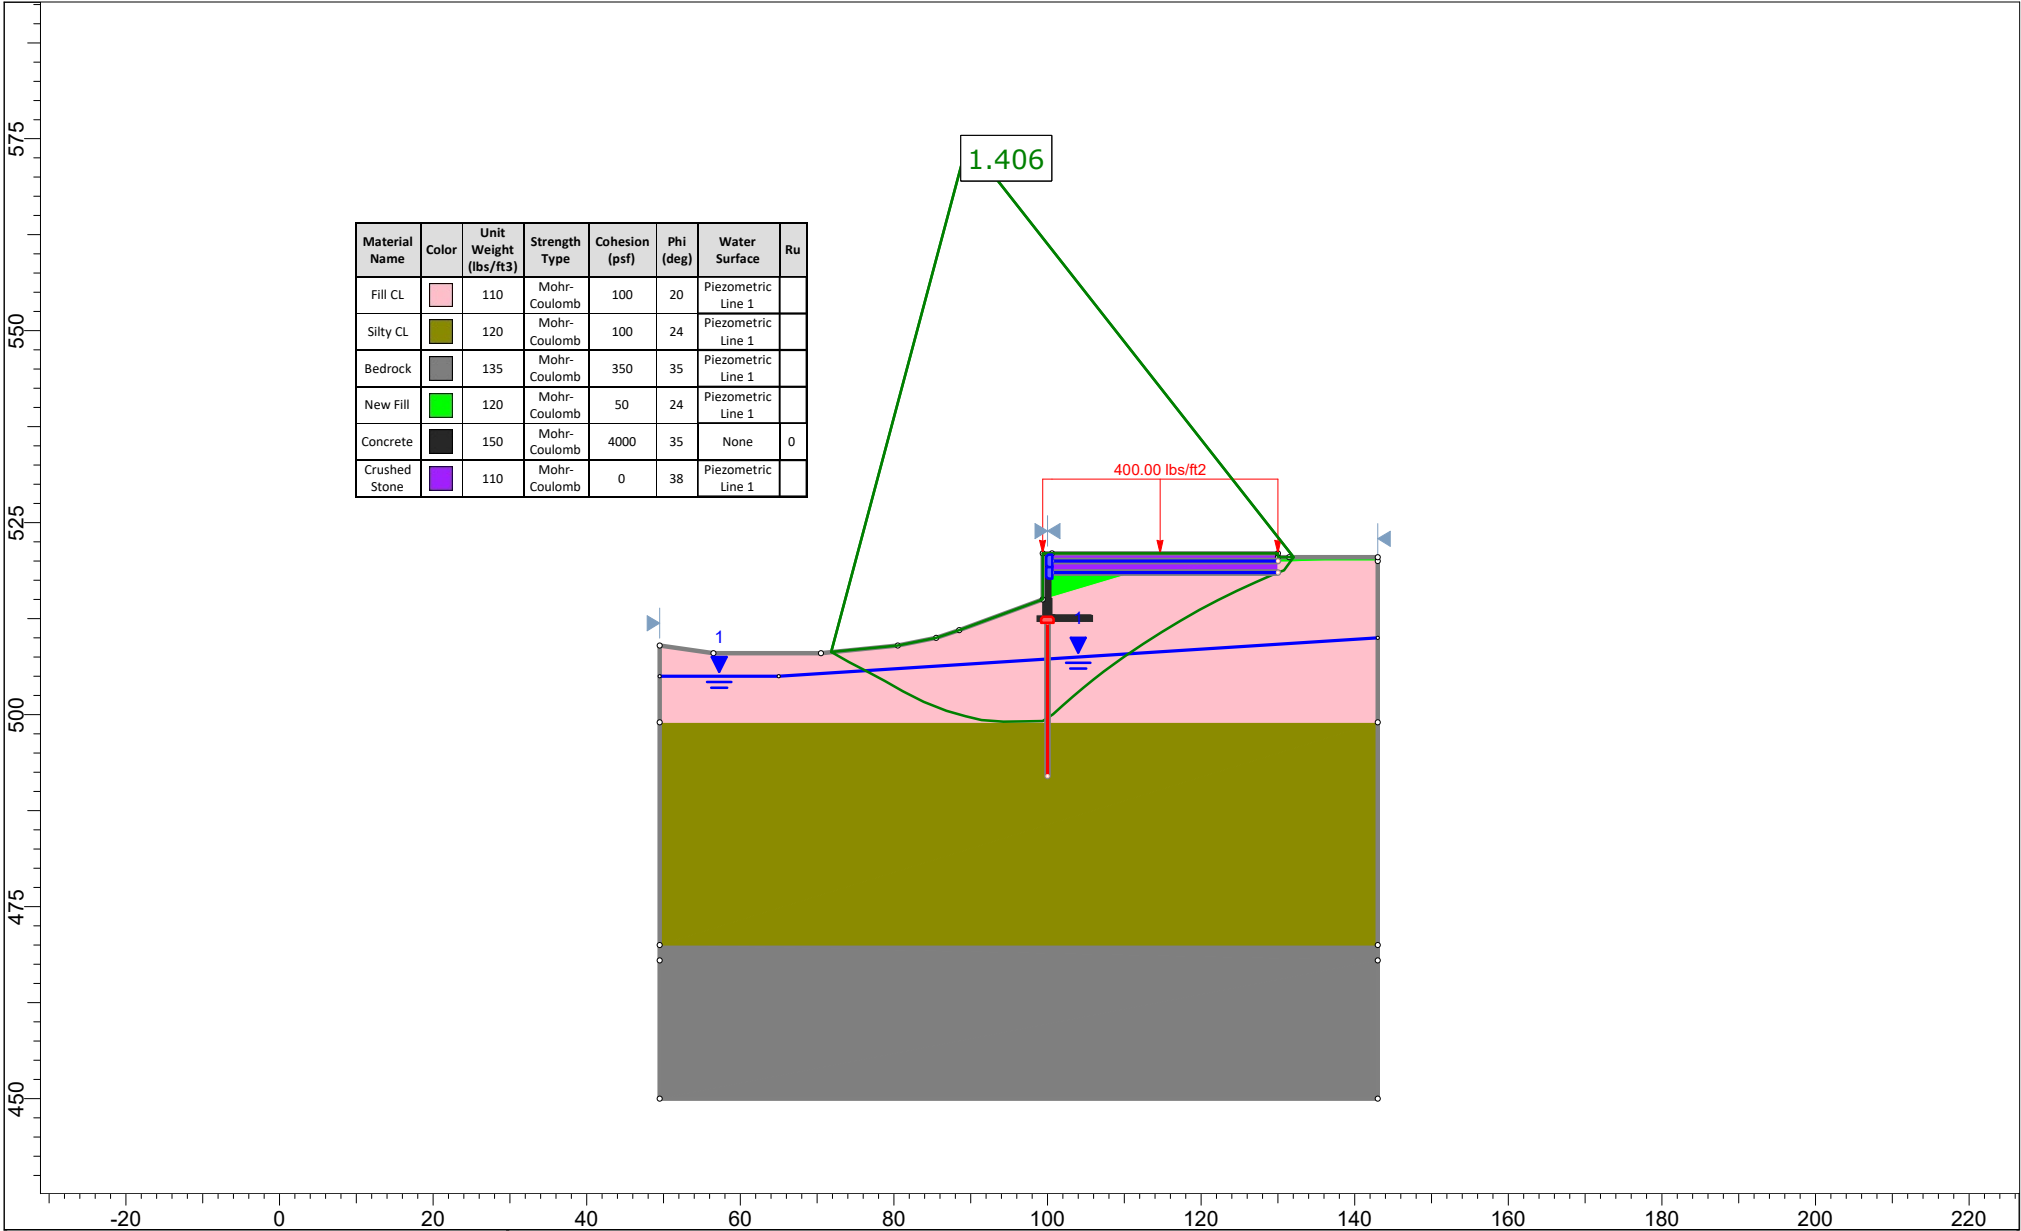 575
550
525
500
475
450
1.406
Material Name Color Unit Weight (lbs/ft3) Strength Type Cohesion (psf) Phi (deg) Water Surface Ru
Fill CL 110 Mohr-Coulomb 100 20 Piezometric Line 1
Silty CL 120 Mohr-Coulomb 100 24 Piezometric Line 1
Bedrock 135 Mohr-Coulomb 350 35 Piezometric Line 1
New Fill 120 Mohr-Coulomb 50 24 Piezometric Line 1
Concrete 150 Mohr-Coulomb 4000 35 None 0
Crushed Stone 110 Mohr-Coulomb 0 38 Piezometric Line 1
400.00 lbs/ft2
1
1
-20 0 20 40 60 80 100 120 140 160 180 200 220